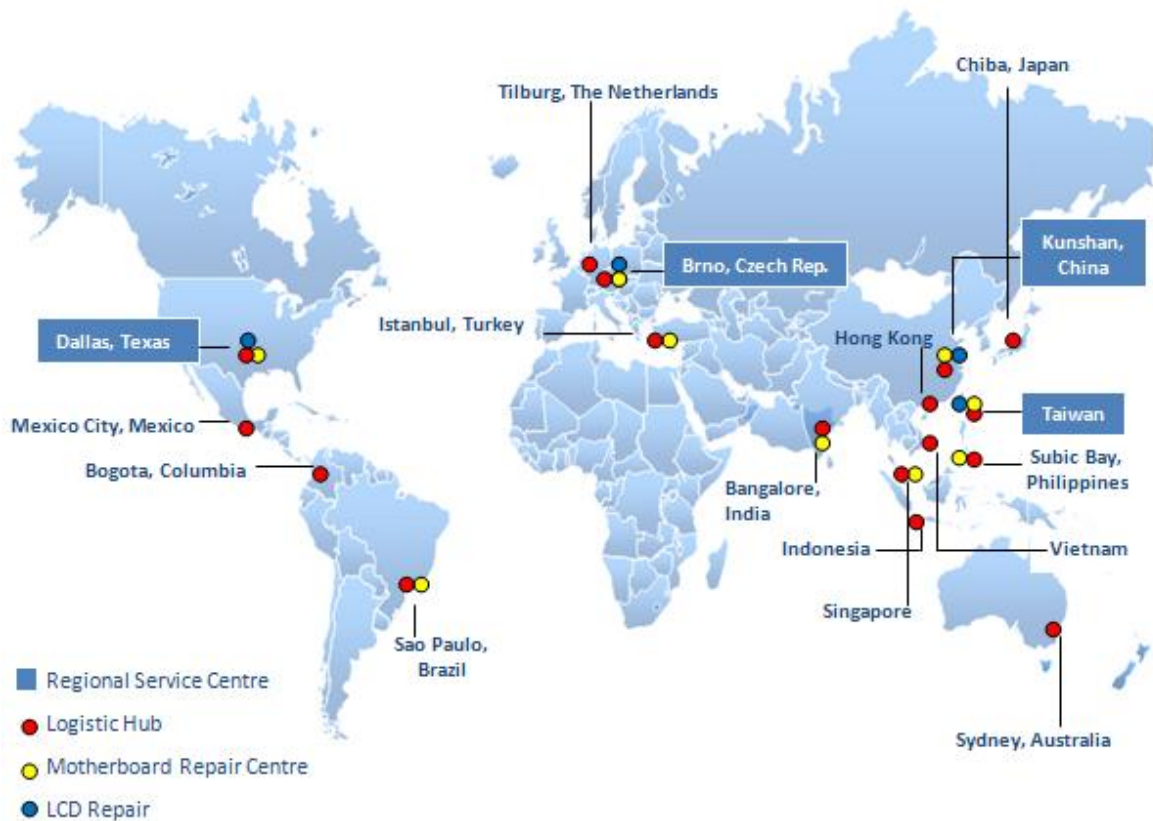 Chiba, Japan
Tilburg, The Netherlands
Kunshan,
China
Brno, Czech Rep.
Istanbul, Turkey
Hong Kong
Dallas, Texas
Taiwan
Mexico City, Mexico
Bogota, Columbia
Subic Bay,
Philippines
Bangalore,
India
Indonesia
Vietnam
Singapore
Sao Paulo,
Brazil
Sydney, Australia
Regional Service Centre
Logistic Hub
Motherboard Repair Centre
LCD Repair